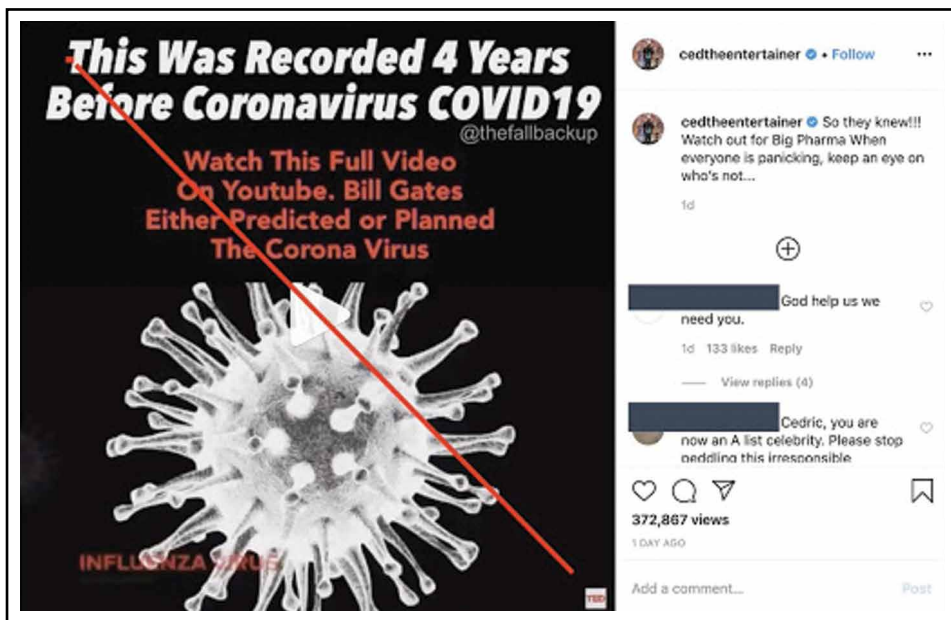 This Was Recorded 4 Years
Before Coronavirus COVID19
@thefallbackup
Watch This Full Video
On Youtube. Bill Gates
Either Predicted or Planned
The Corona Virus
INFLUENZA VIRUS
TED
cedtheentertainer • Follow
cedtheentertainer So they knew!!!
Watch out for Big Pharma When
everyone is panicking, keep an eye on
who's not...
1d
God help us we
need you.
1d 133 likes Reply
View replies (4)
Cedric, you are
now an A list celebrity. Please stop
peddling this irresponsible
372,867 views
1 DAY AGO
Add a comment... Post